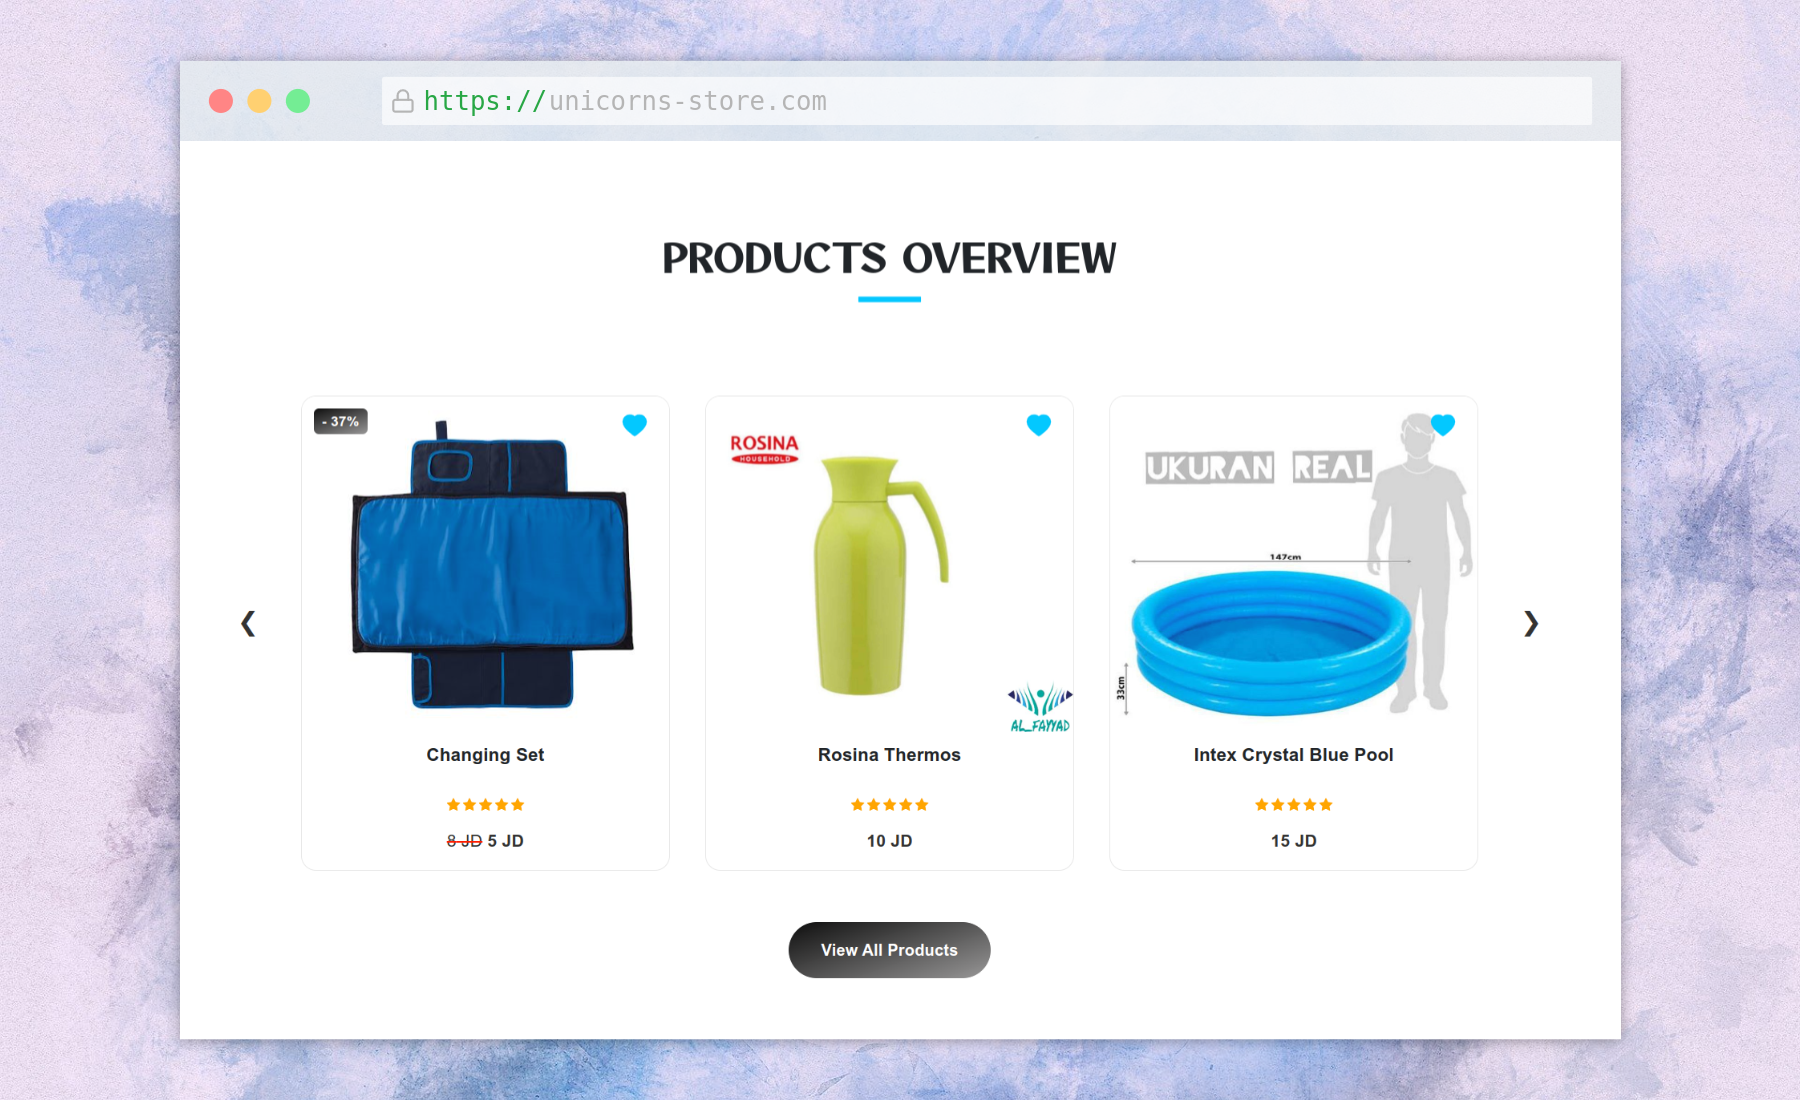 https://unicorns-store.com
PRODUCTS OVERVIEW
- 37%
Changing Set
8 JD 5 JD
ROSINA
HOUSEHOLD
AL_FAYYAD
Rosina Thermos
10 JD
UKURAN REAL
147cm
33cm
Intex Crystal Blue Pool
15 JD
View All Products